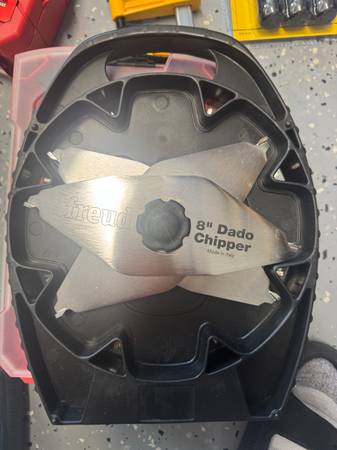 freud
8" Dado
Chipper
Made in Italy